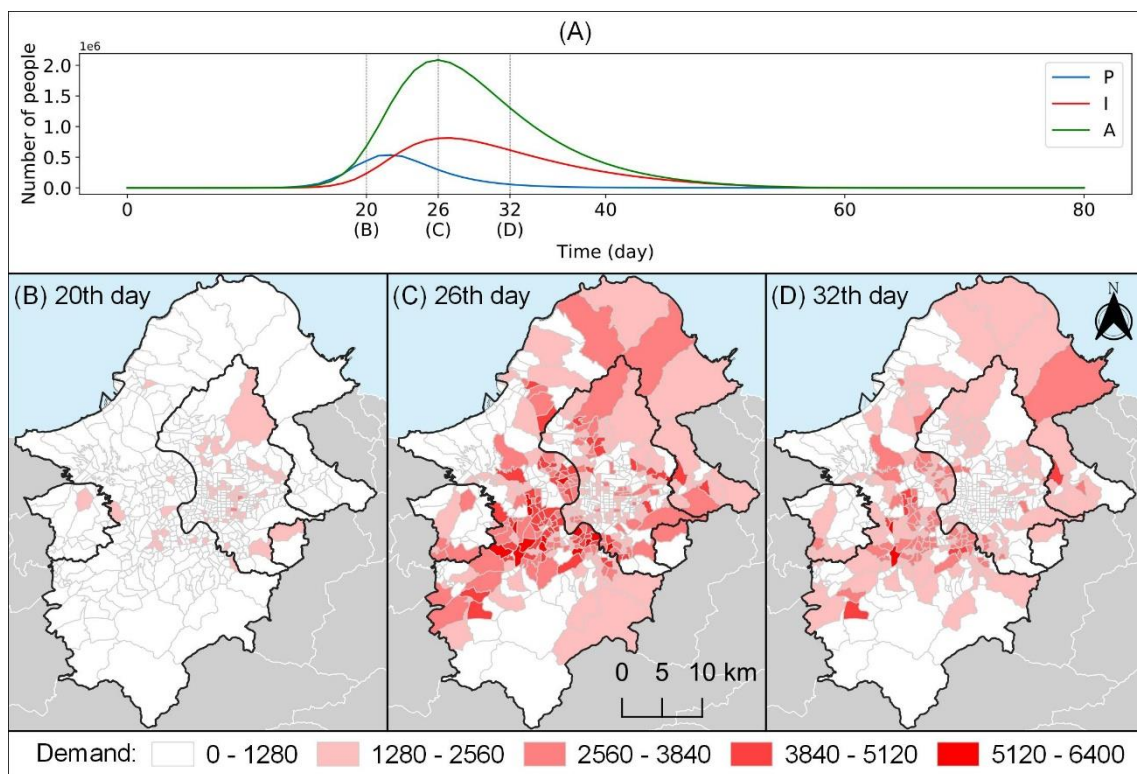 (A)
1e6
Number of people
2.0
1.5
1.0
0.5
0.0
P
I
A
0 20 26 32 40 60 80
(B) (C) (D)
Time (day)
(B) 20th day
(C) 26th day
(D) 32th day
N
0 5 10 km
Demand: 0 - 1280 1280 - 2560 2560 - 3840 3840 - 5120 5120 - 6400